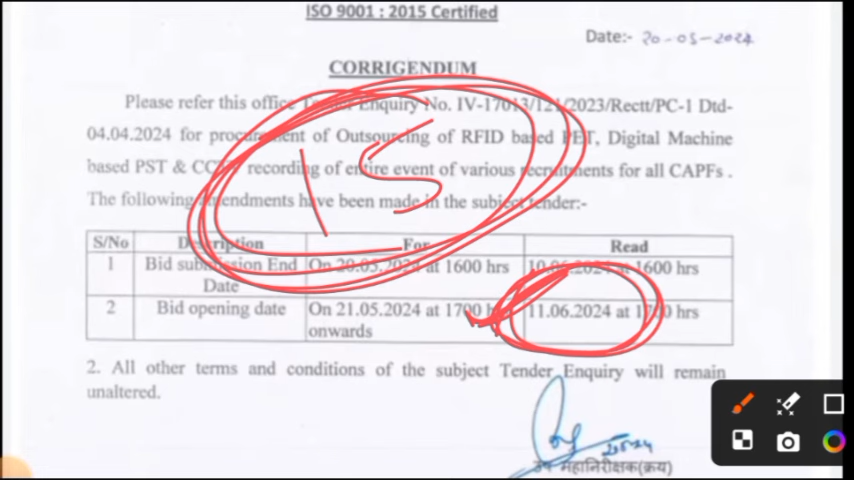 ISO 9001 : 2015 Certified
Date:- 20-05-2024
CORRIGENDUM
Please refer this office Tender Enquiry No. IV-17013/121/2023/Rectt/PC-1 Dtd-
04.04.2024 for procurement of Outsourcing of RFID based PET, Digital Machine
based PST & CCTV recording of entire event of various recruitments for all CAPFs .
The following amendments have been made in the subject tender:-
15
S/No Description For Read
1 Bid submission End Date On 20.05.2024 at 1600 hrs 10.06.2024 at 1600 hrs
2 Bid opening date On 21.05.2024 at 1700 hrs onwards 11.06.2024 at 1700 hrs
2. All other terms and conditions of the subject Tender Enquiry will remain
unaltered.
उप महानिरीक्षक(क्रय)